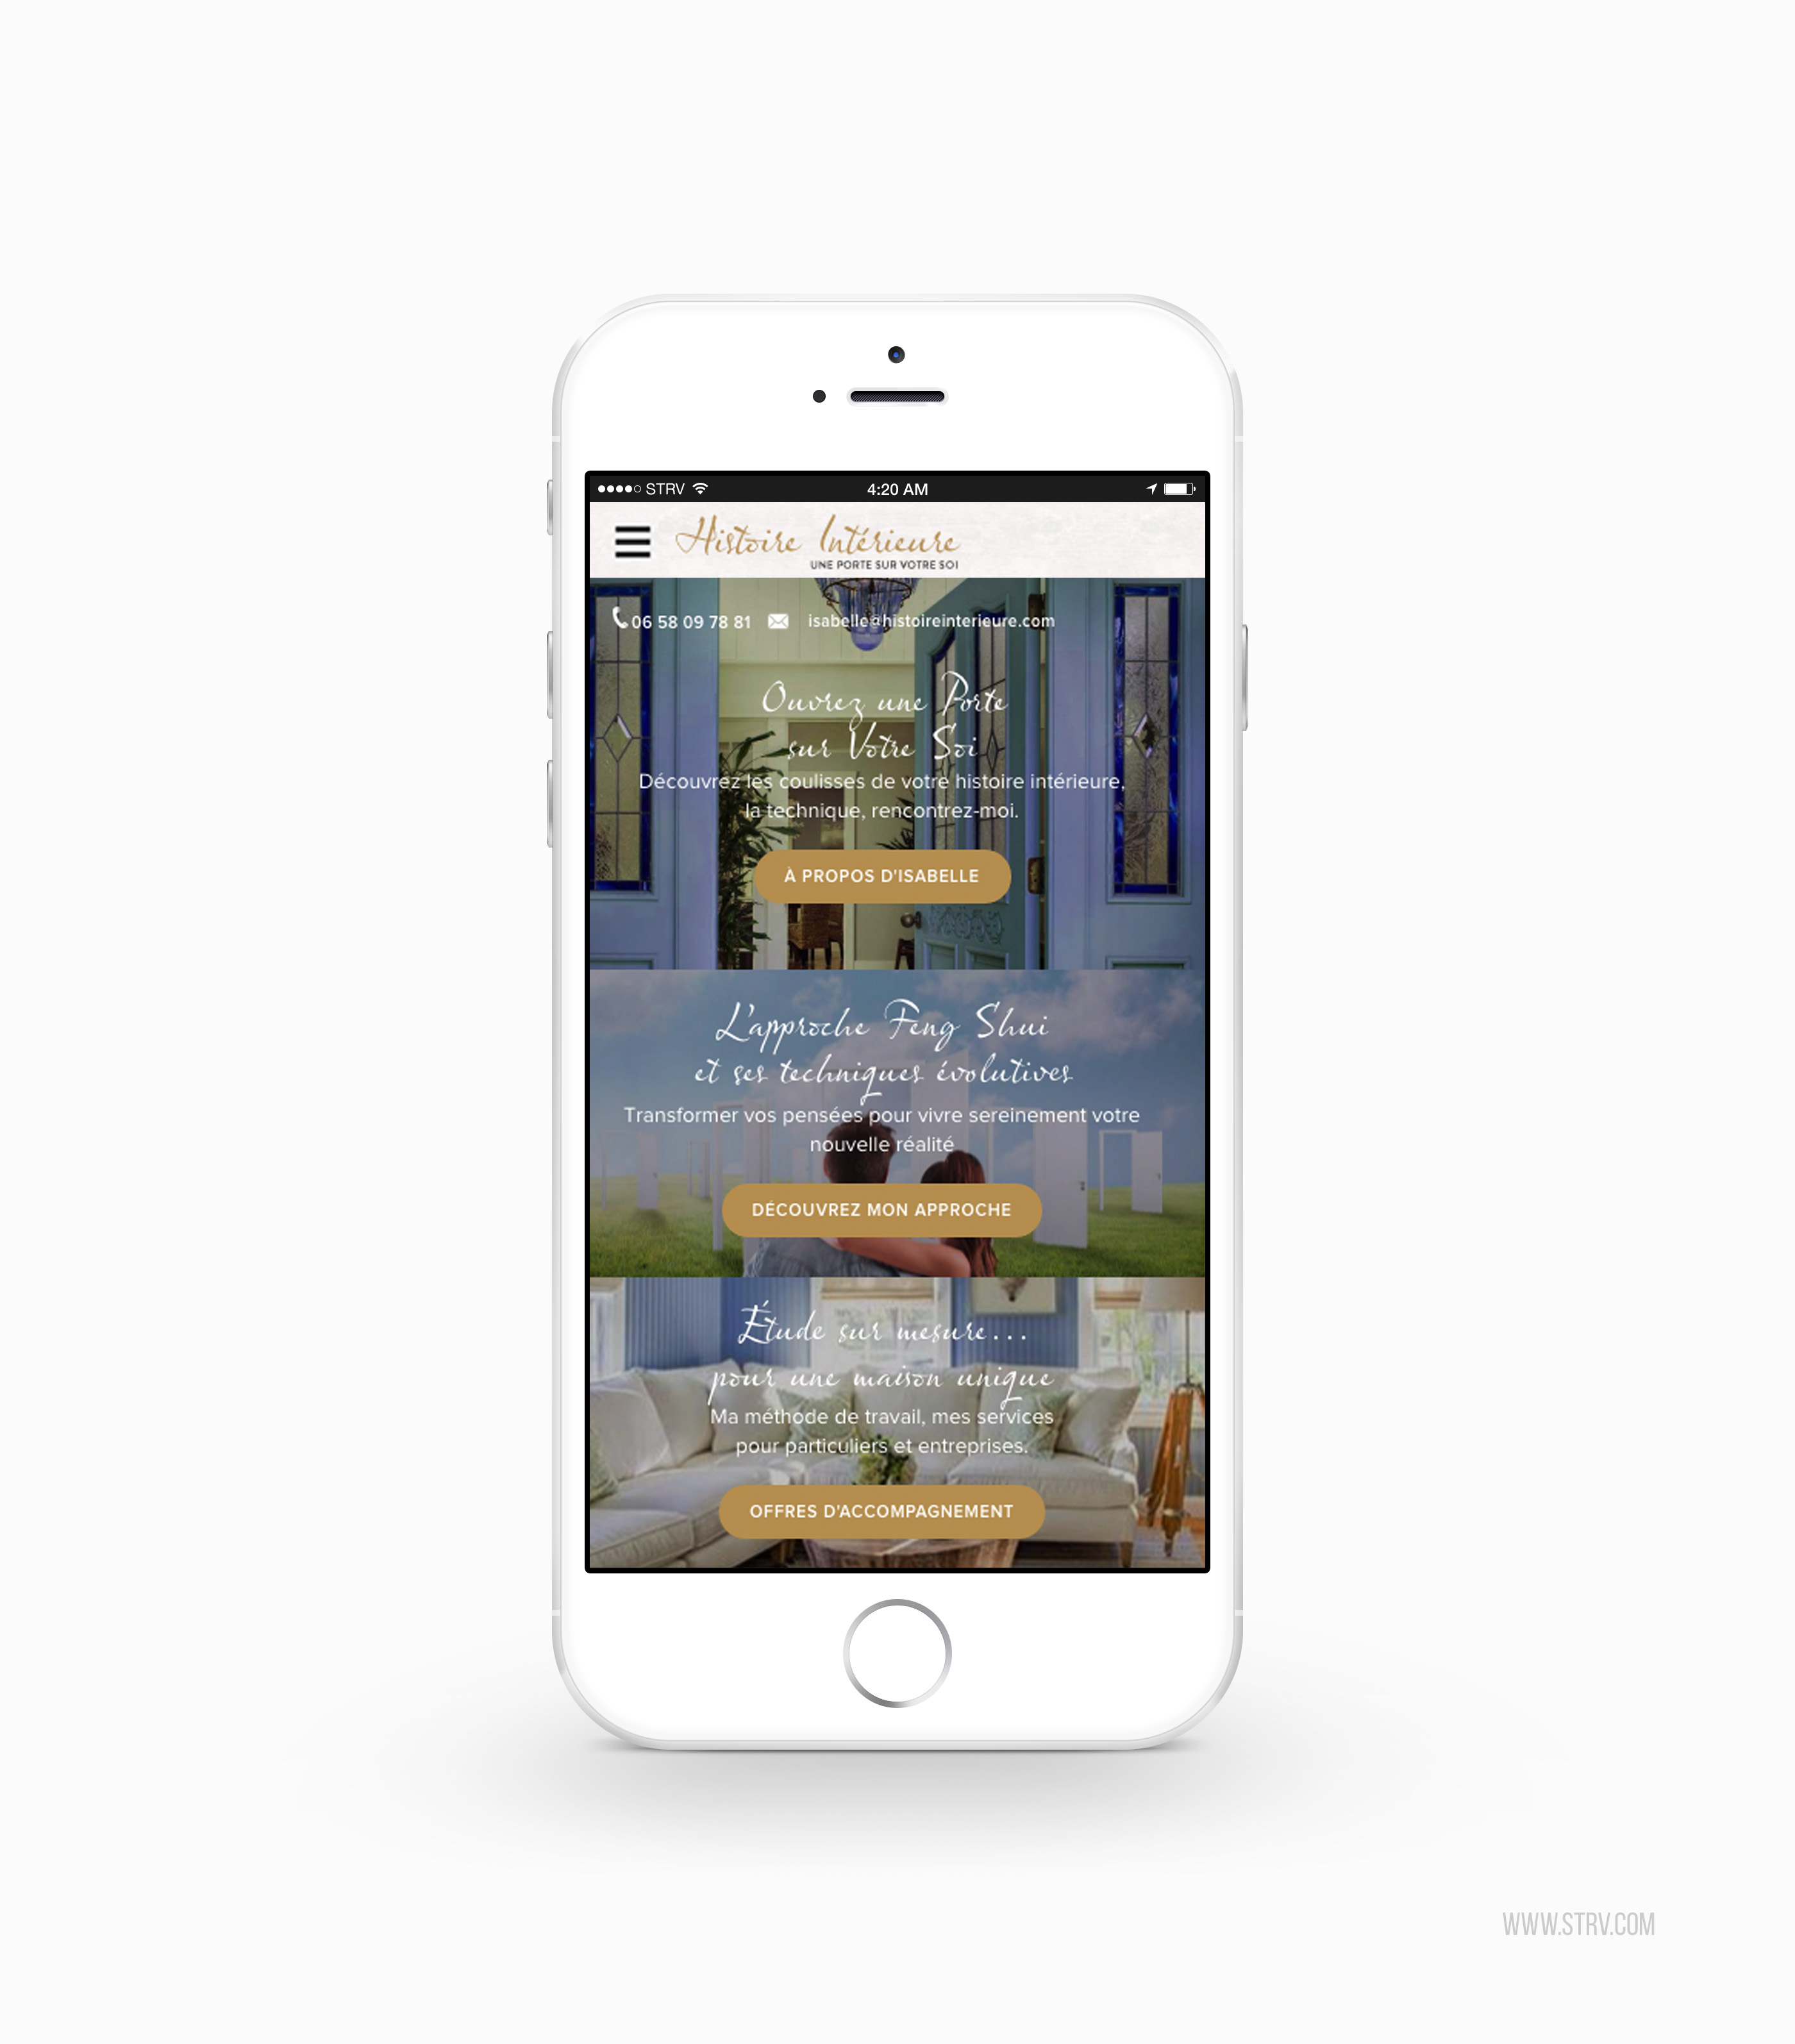 STRV 4:20 AM
Histoire Intérieure
UNE PORTE SUR VOTRE SOI
06 58 09 78 81 isabelle@histoireinterieure.com
Ouvrez une Porte
sur Votre Soi
Découvrez les coulisses de votre histoire intérieure,
la technique, rencontrez-moi.
À PROPOS D'ISABELLE
L'approche Feng Shui
et ses techniques évolutives
Transformer vos pensées pour vivre sereinement votre
nouvelle réalité
DÉCOUVREZ MON APPROCHE
Étude sur mesure...
pour une maison unique
Ma méthode de travail, mes services
pour particuliers et entreprises.
OFFRES D'ACCOMPAGNEMENT
WWW.STRV.COM